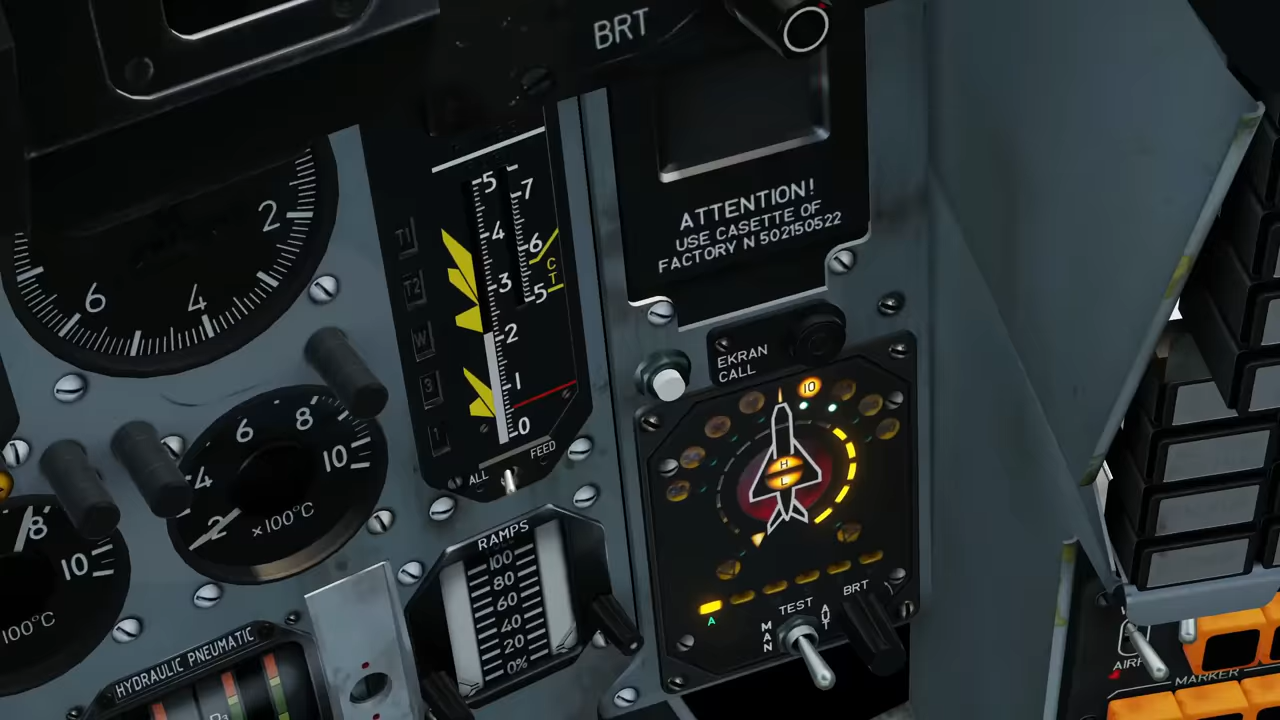 BRT
ATTENTION!
USE CASETTE OF
FACTORY N 502150522
EKRAN
CALL
2
4
6
5
4
3
2
1
0
7
6
5
C
T
T1
T2
W
3
1
ALL
FEED
2
4
6
8
10
×100°C
8
10
100°C
RAMPS
100
80
60
40
20
0%
HYDRAULIC PNEUMATIC
10
H
L
A
TEST
MAN
AUT
BRT
AIRF
MARKER